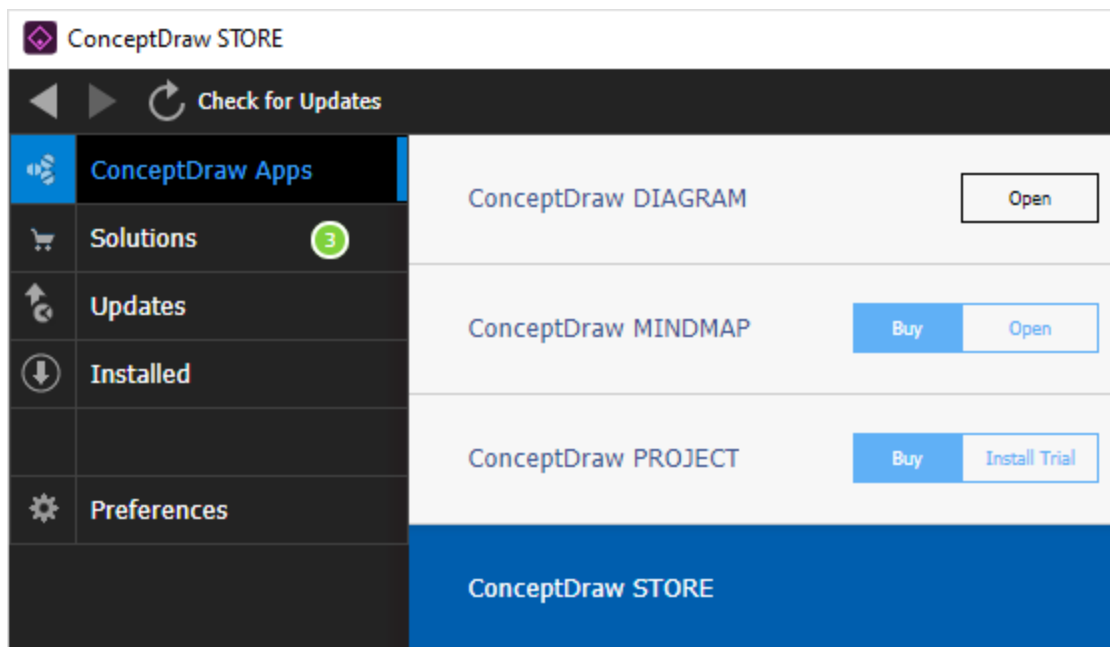 ConceptDraw STORE
Check for Updates
ConceptDraw Apps
Solutions 3
Updates
Installed
Preferences
ConceptDraw DIAGRAM Open
ConceptDraw MINDMAP Buy Open
ConceptDraw PROJECT Buy Install Trial
ConceptDraw STORE